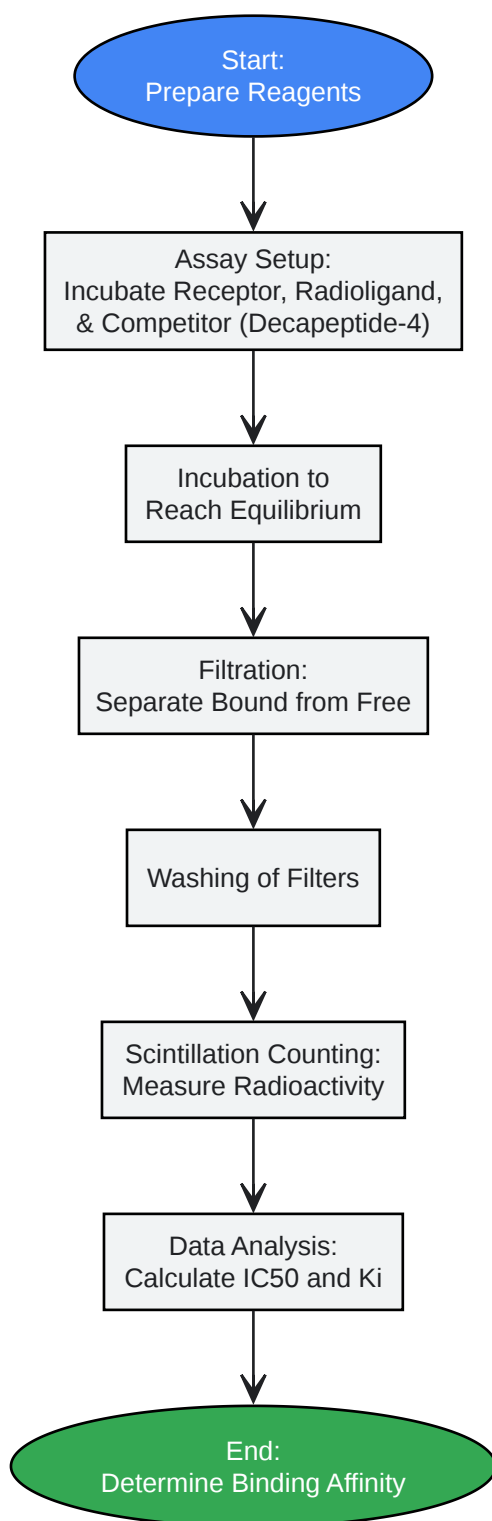 Start:
Prepare Reagents
Assay Setup:
Incubate Receptor, Radioligand,
& Competitor (Decapeptide-4)
Incubation to
Reach Equilibrium
Filtration:
Separate Bound from Free
Washing of Filters
Scintillation Counting:
Measure Radioactivity
Data Analysis:
Calculate IC50 and Ki
End:
Determine Binding Affinity